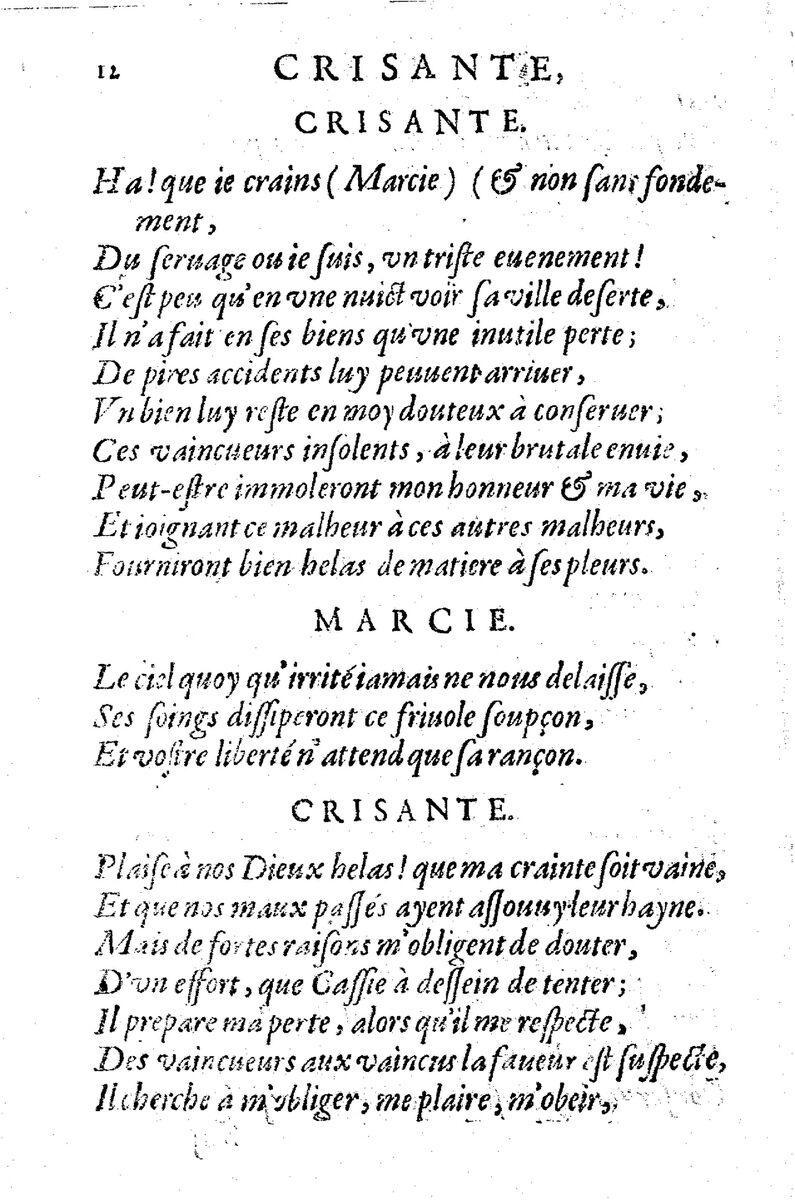 12 CRISANTE,
CRISANTE.
Ha! que ie crains (Marcie) (& non ſans fonde-
ment,
Du ſeruage ou ie ſuis, vn triſte euenement!
C'eſt peu qu'en vne nuict voir ſa ville deſerte,
Il n'a fait en ſes biens qu'vne inutile perte;
De pires accidents luy peuuent arriuer,
Vn bien luy reſte en moy douteux à conſeruer;
Ces vaincueurs inſolents, à leur brutale enuie,
Peut-eſtre immoleront mon honneur & ma vie,
Et ioignant ce malheur à ces autres malheurs,
Fourniront bien helas de matiere à ſes pleurs.
MARCIE.
Le ciel quoy qu'irrité iamais ne nous delaiſſe,
Ses ſoings diſſiperont ce friuole ſoupçon,
Et voſtre liberté n'attend que ſa rançon.
CRISANTE.
Plaiſe à nos Dieux helas! que ma crainte ſoit vaine,
Et que nos maux paſſés ayent aſſouuy leur hayne.
Mais de fortes raiſons m'obligent de douter,
D'vn effort, que Caſſie à deſſein de tenter;
Il prepare ma perte, alors qu'il me reſpecte,
Des vaincueurs aux vaincus la faueur eſt ſuſpecte,
Il cherche à m'obliger, me plaire, m'obeir,